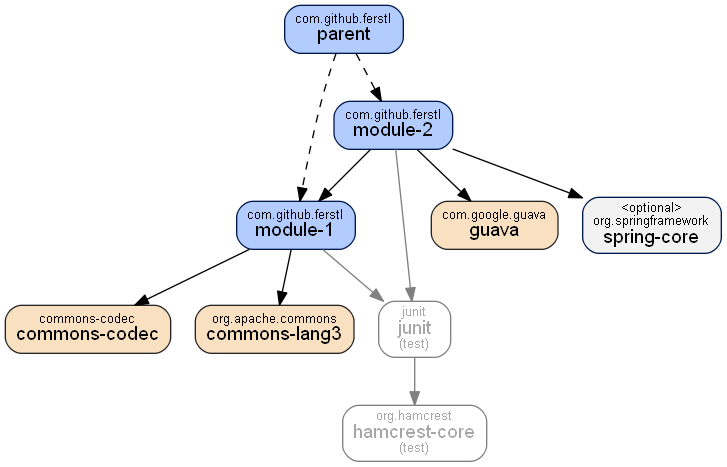 com.github.ferstl
parent
com.github.ferstl
module-2
com.github.ferstl
module-1
com.google.guava
guava
<optional>
org.springframework
spring-core
commons-codec
commons-codec
org.apache.commons
commons-lang3
junit
junit
(test)
org.hamcrest
hamcrest-core
(test)